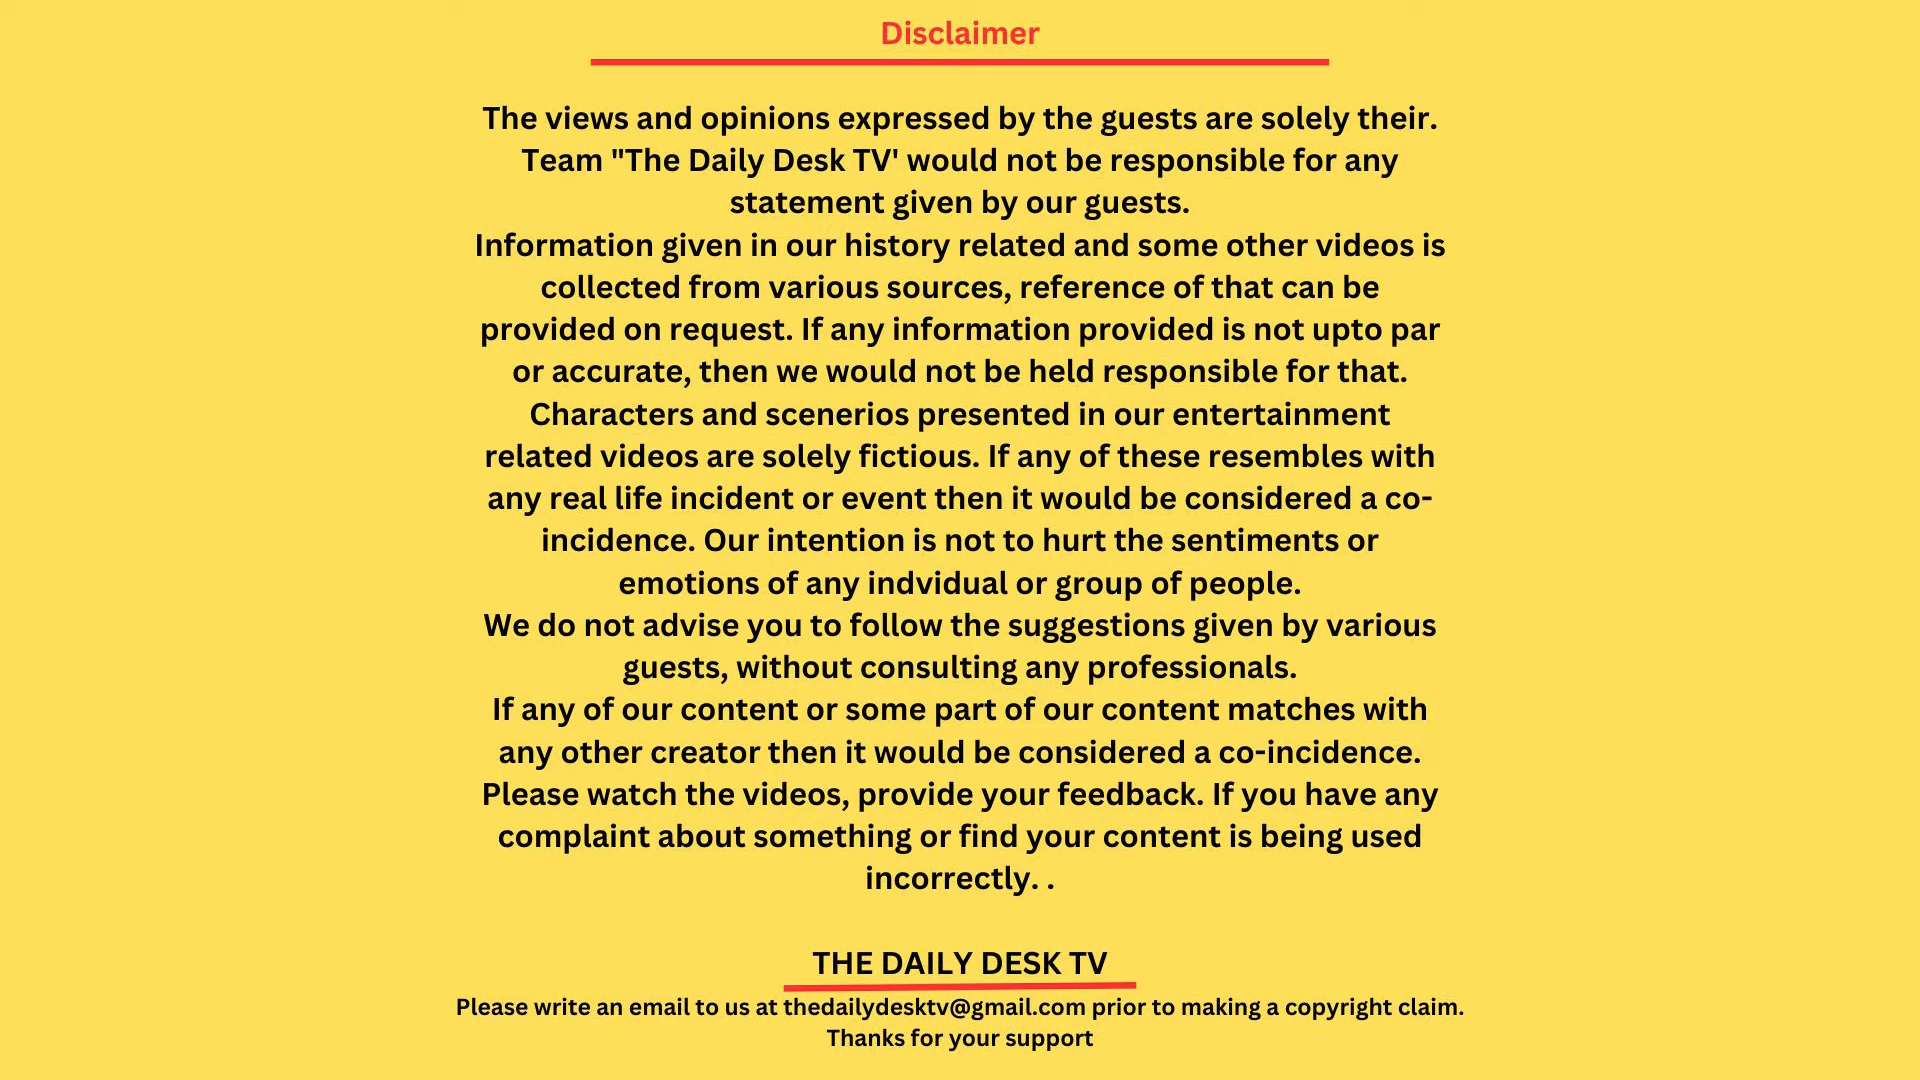 Disclaimer
The views and opinions expressed by the guests are solely their.
Team "The Daily Desk TV' would not be responsible for any
statement given by our guests.
Information given in our history related and some other videos is
collected from various sources, reference of that can be
provided on request. If any information provided is not upto par
or accurate, then we would not be held responsible for that.
Characters and scenerios presented in our entertainment
related videos are solely fictious. If any of these resembles with
any real life incident or event then it would be considered a co-
incidence. Our intention is not to hurt the sentiments or
emotions of any indvidual or group of people.
We do not advise you to follow the suggestions given by various
guests, without consulting any professionals.
If any of our content or some part of our content matches with
any other creator then it would be considered a co-incidence.
Please watch the videos, provide your feedback. If you have any
complaint about something or find your content is being used
incorrectly. .
THE DAILY DESK TV
Please write an email to us at thedailydesktv@gmail.com prior to making a copyright claim.
Thanks for your support